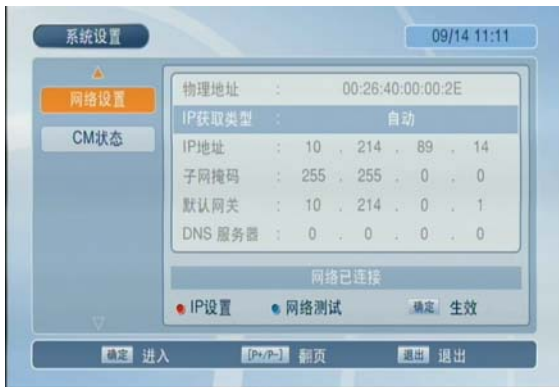 系统设置
09/14 11:11
网络设置
CM状态
物理地址 : 00:26:40:00:00:2E
IP获取类型 : 自动
IP地址 : 10 . 214 . 89 . 14
子网掩码 : 255 . 255 . 0 . 0
默认网关 : 10 . 214 . 0 . 1
DNS 服务器 : 0 . 0 . 0 . 0
网络已连接
IP设置 网络测试 确定 生效
确定 进入 [P+/P-] 翻页 退出 退出